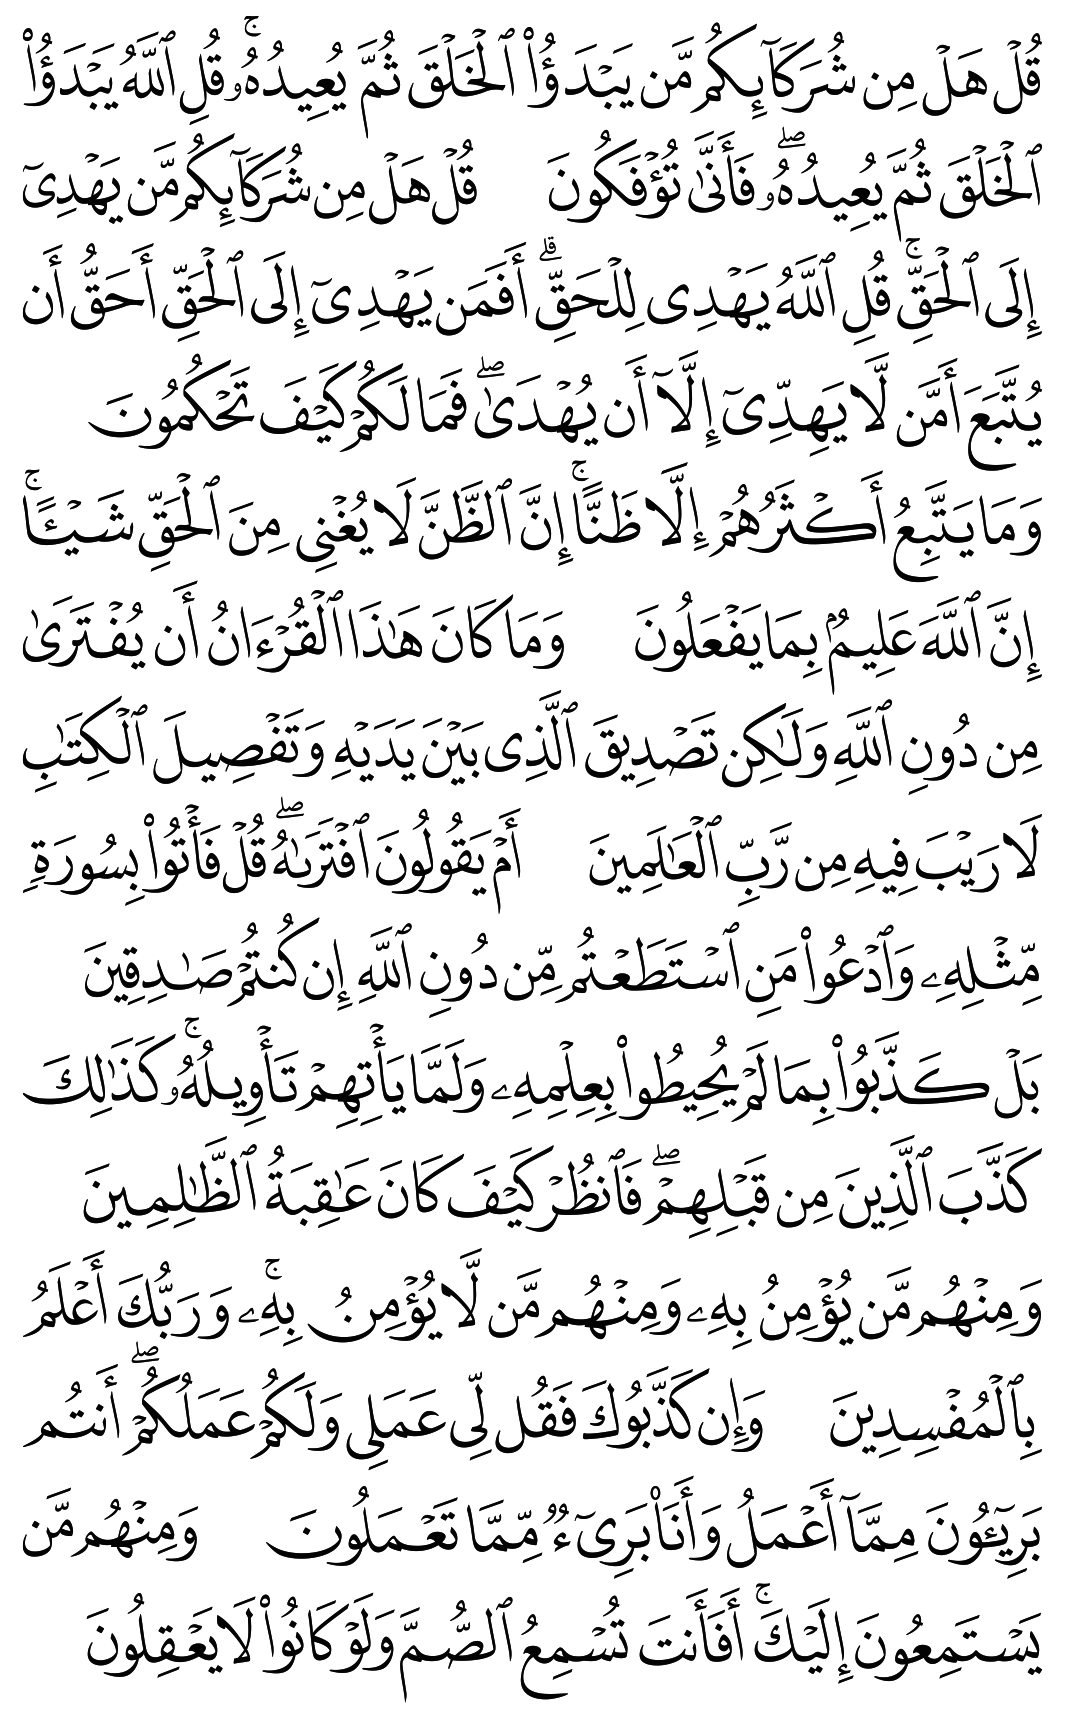 قُلۡ هَلۡ مِن شُرَكَآئِكُم مَّن يَبۡدَؤُاْ ٱلۡخَلۡقَ ثُمَّ يُعِيدُهُۥۚ قُلِ ٱللَّهُ يَبۡدَؤُاْ
ٱلۡخَلۡقَ ثُمَّ يُعِيدُهُۥۖ فَأَنَّىٰ تُؤۡفَكُونَ قُلۡ هَلۡ مِن شُرَكَآئِكُم مَّن يَهۡدِيٓ
إِلَى ٱلۡحَقِّۚ قُلِ ٱللَّهُ يَهۡدِي لِلۡحَقِّۗ أَفَمَن يَهۡدِيٓ إِلَى ٱلۡحَقِّ أَحَقُّ أَن
يُتَّبَعَ أَمَّن لَّا يَهِدِّيٓ إِلَّآ أَن يُهۡدَىٰۖ فَمَا لَكُمۡ كَيۡفَ تَحۡكُمُونَ
وَمَا يَتَّبِعُ أَكۡثَرُهُمۡ إِلَّا ظَنًّاۚ إِنَّ ٱلظَّنَّ لَا يُغۡنِي مِنَ ٱلۡحَقِّ شَيۡـًٔاۚ
إِنَّ ٱللَّهَ عَلِيمُۢ بِمَا يَفۡعَلُونَ وَمَا كَانَ هَٰذَا ٱلۡقُرۡءَانُ أَن يُفۡتَرَىٰ
مِن دُونِ ٱللَّهِ وَلَٰكِن تَصۡدِيقَ ٱلَّذِي بَيۡنَ يَدَيۡهِ وَتَفۡصِيلَ ٱلۡكِتَٰبِ
لَا رَيۡبَ فِيهِ مِن رَّبِّ ٱلۡعَٰلَمِينَ أَمۡ يَقُولُونَ ٱفۡتَرَىٰهُۖ قُلۡ فَأۡتُواْ بِسُورَةٖ
مِّثۡلِهِۦ وَٱدۡعُواْ مَنِ ٱسۡتَطَعۡتُم مِّن دُونِ ٱللَّهِ إِن كُنتُمۡ صَٰدِقِينَ
بَلۡ كَذَّبُواْ بِمَا لَمۡ يُحِيطُواْ بِعِلۡمِهِۦ وَلَمَّا يَأۡتِهِمۡ تَأۡوِيلُهُۥۚ كَذَٰلِكَ
كَذَّبَ ٱلَّذِينَ مِن قَبۡلِهِمۡۖ فَٱنظُرۡ كَيۡفَ كَانَ عَٰقِبَةُ ٱلظَّٰلِمِينَ
وَمِنۡهُم مَّن يُؤۡمِنُ بِهِۦ وَمِنۡهُم مَّن لَّا يُؤۡمِنُ بِهِۦۚ وَرَبُّكَ أَعۡلَمُ
بِٱلۡمُفۡسِدِينَ وَإِن كَذَّبُوكَ فَقُل لِّي عَمَلِي وَلَكُمۡ عَمَلُكُمۡۖ أَنتُم
بَرِيٓـُٔونَ مِمَّآ أَعۡمَلُ وَأَنَا۠ بَرِيٓءٞ مِّمَّا تَعۡمَلُونَ وَمِنۡهُم مَّن
يَسۡتَمِعُونَ إِلَيۡكَۚ أَفَأَنتَ تُسۡمِعُ ٱلصُّمَّ وَلَوۡ كَانُواْ لَا يَعۡقِلُونَ